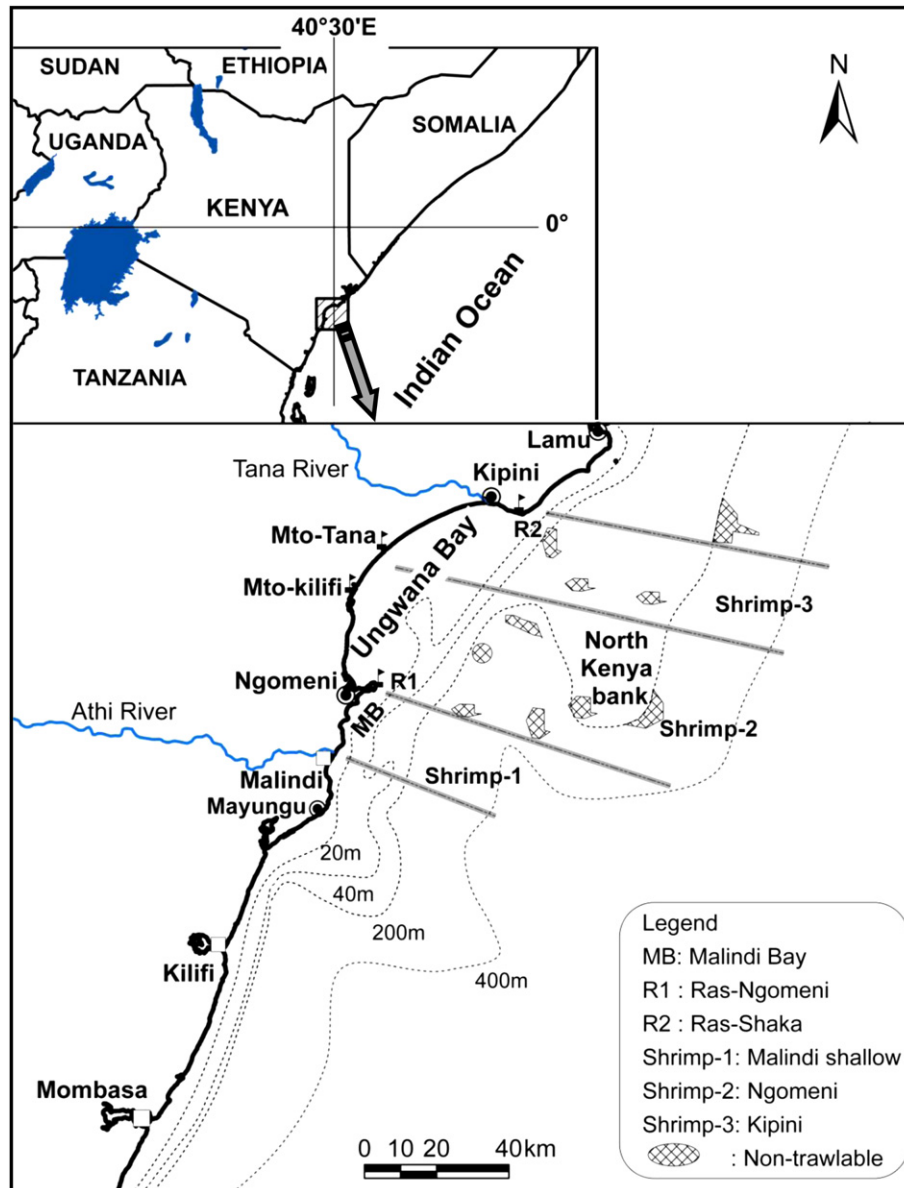 40°30'E
SUDAN
ETHIOPIA
N
UGANDA
SOMALIA
KENYA
0°
Indian Ocean
TANZANIA
Lamu
Tana River
Kipini
R2
Mto-Tana
Ungwana Bay
Mto-kilifi
Shrimp-3
North
Kenya
bank
Ngomeni
R1
MB
Athi River
Shrimp-2
Malindi
Shrimp-1
Mayungu
20m
40m
200m
400m
Kilifi
Mombasa
0 10 20 40 km
Legend
MB: Malindi Bay
R1 : Ras-Ngomeni
R2 : Ras-Shaka
Shrimp-1: Malindi shallow
Shrimp-2: Ngomeni
Shrimp-3: Kipini
: Non-trawlable